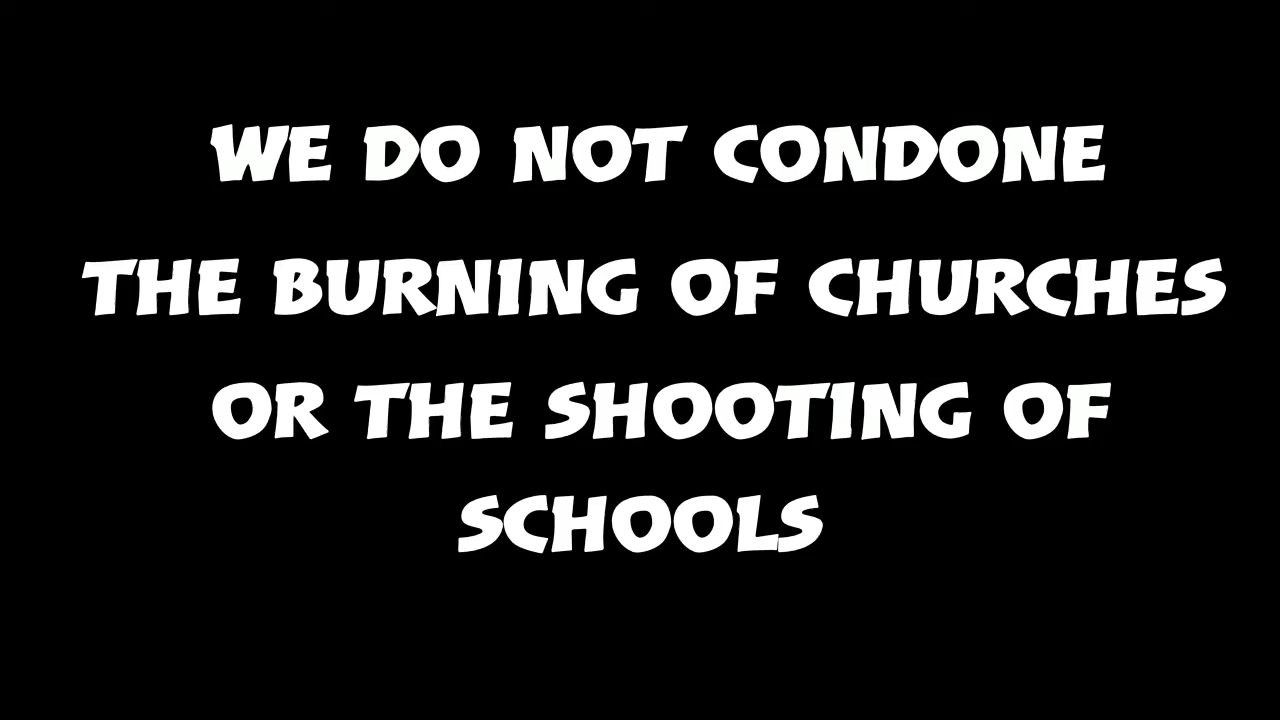 WE DO NOT CONDONE
THE BURNING OF CHURCHES
OR THE SHOOTING OF
SCHOOLS